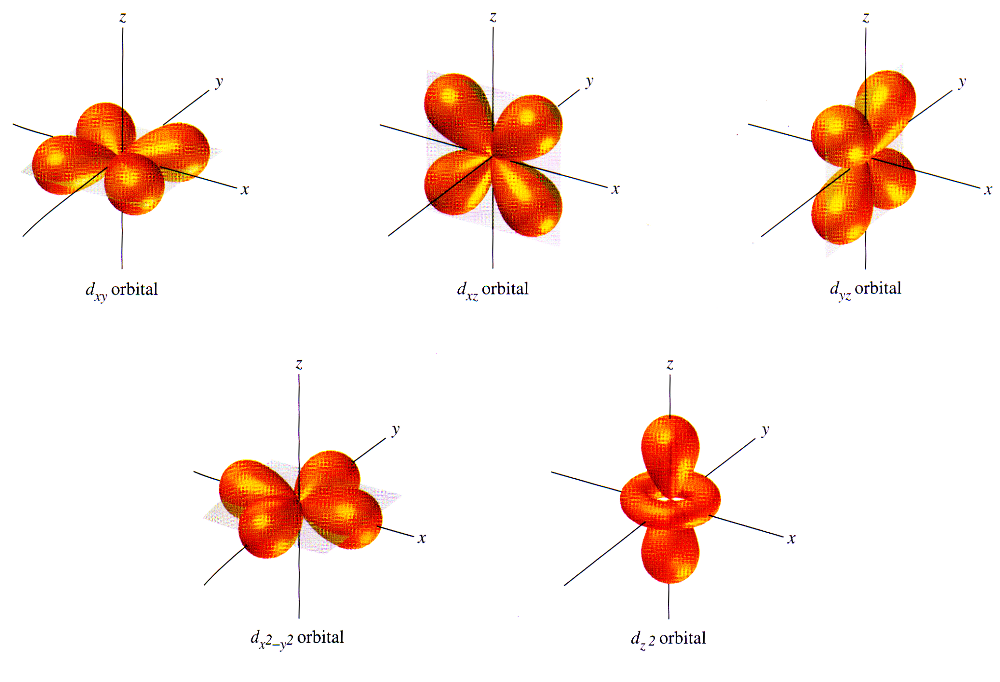 z
y
x
d_xy orbital
z
y
x
d_xz orbital
z
y
x
d_yz orbital
z
y
x
d_x2–y2 orbital
z
y
x
d_z2 orbital